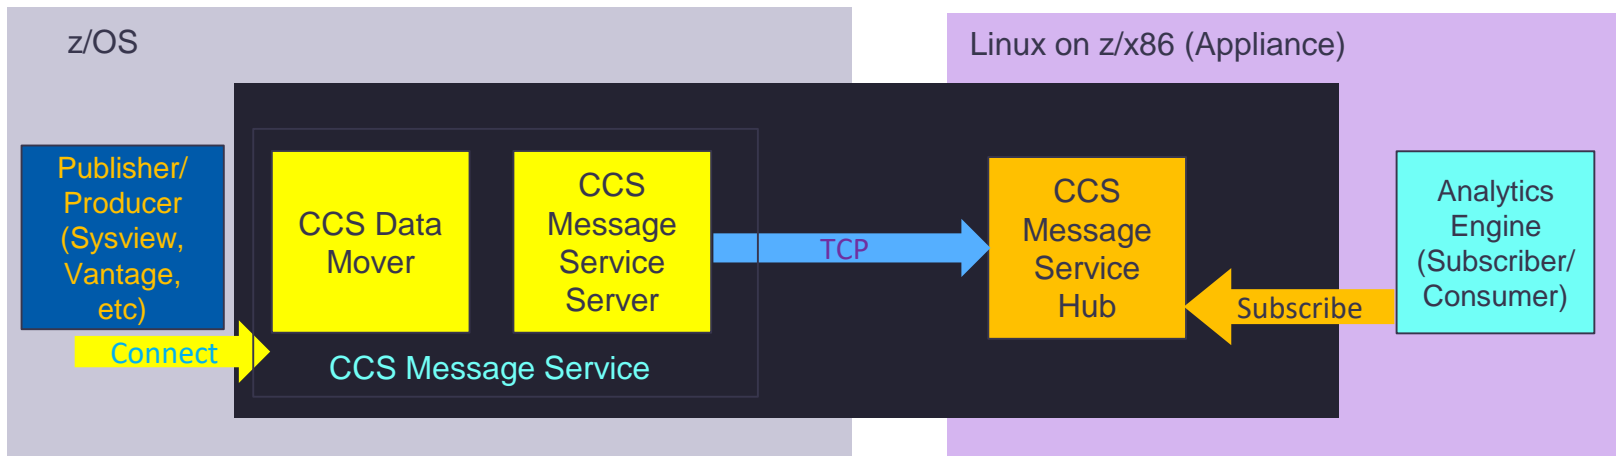 z/OS
Linux on z/x86 (Appliance)
Publisher/
Producer
(Sysview,
Vantage,
etc)
Connect
CCS Data
Mover
CCS
Message
Service
Server
CCS Message Service
TCP
CCS
Message
Service
Hub
Subscribe
Analytics
Engine
(Subscriber/
Consumer)